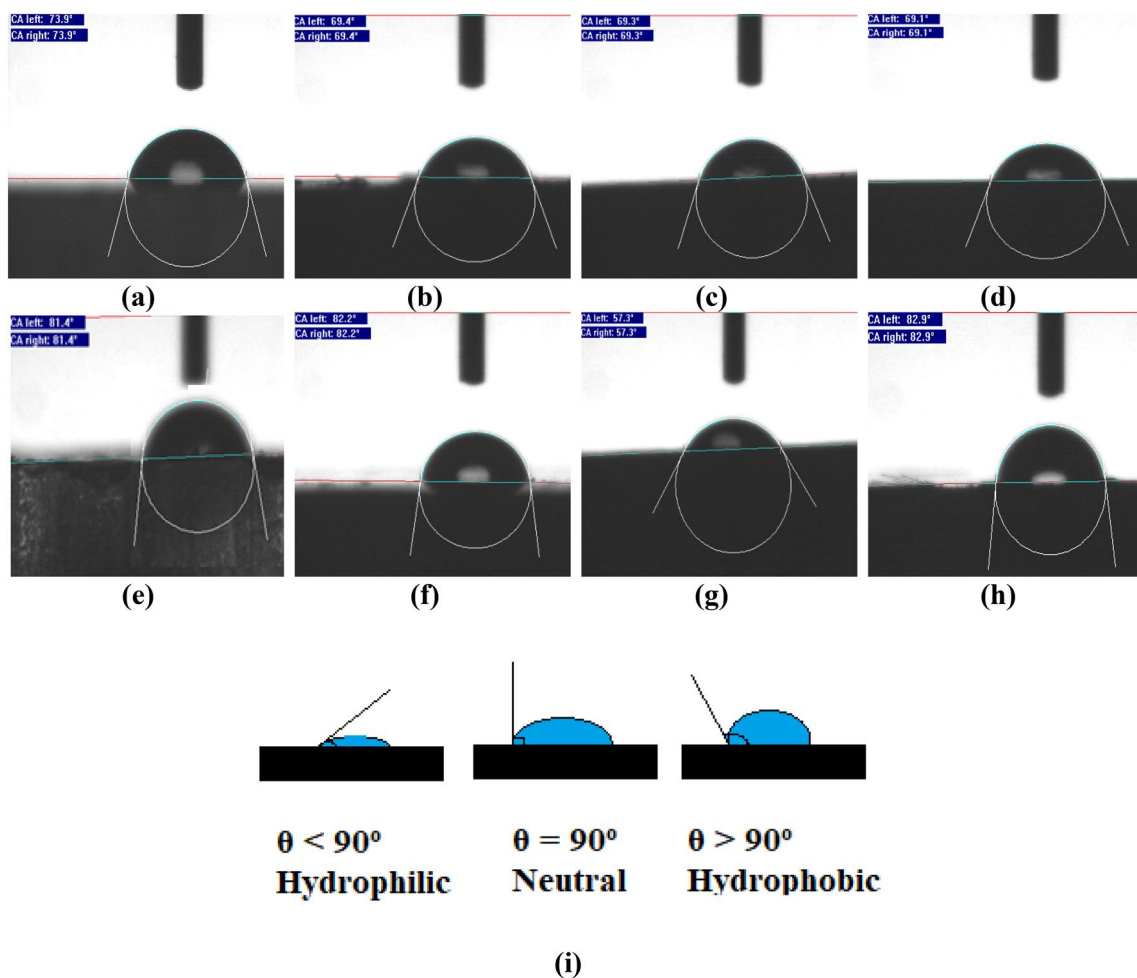 CA left: 73.9°
CA right: 73.9°
CA left: 69.4°
CA right: 69.4°
CA left: 69.3°
CA right: 69.3°
CA left: 69.1°
CA right: 69.1°
(a)
(b)
(c)
(d)
CA left: 81.4°
CA right: 81.4°
CA left: 82.2°
CA right: 82.2°
CA left: 57.3°
CA right: 57.3°
CA left: 82.9°
CA right: 82.9°
(e)
(f)
(g)
(h)
θ < 90º
Hydrophilic
θ = 90º
Neutral
θ > 90º
Hydrophobic
(i)